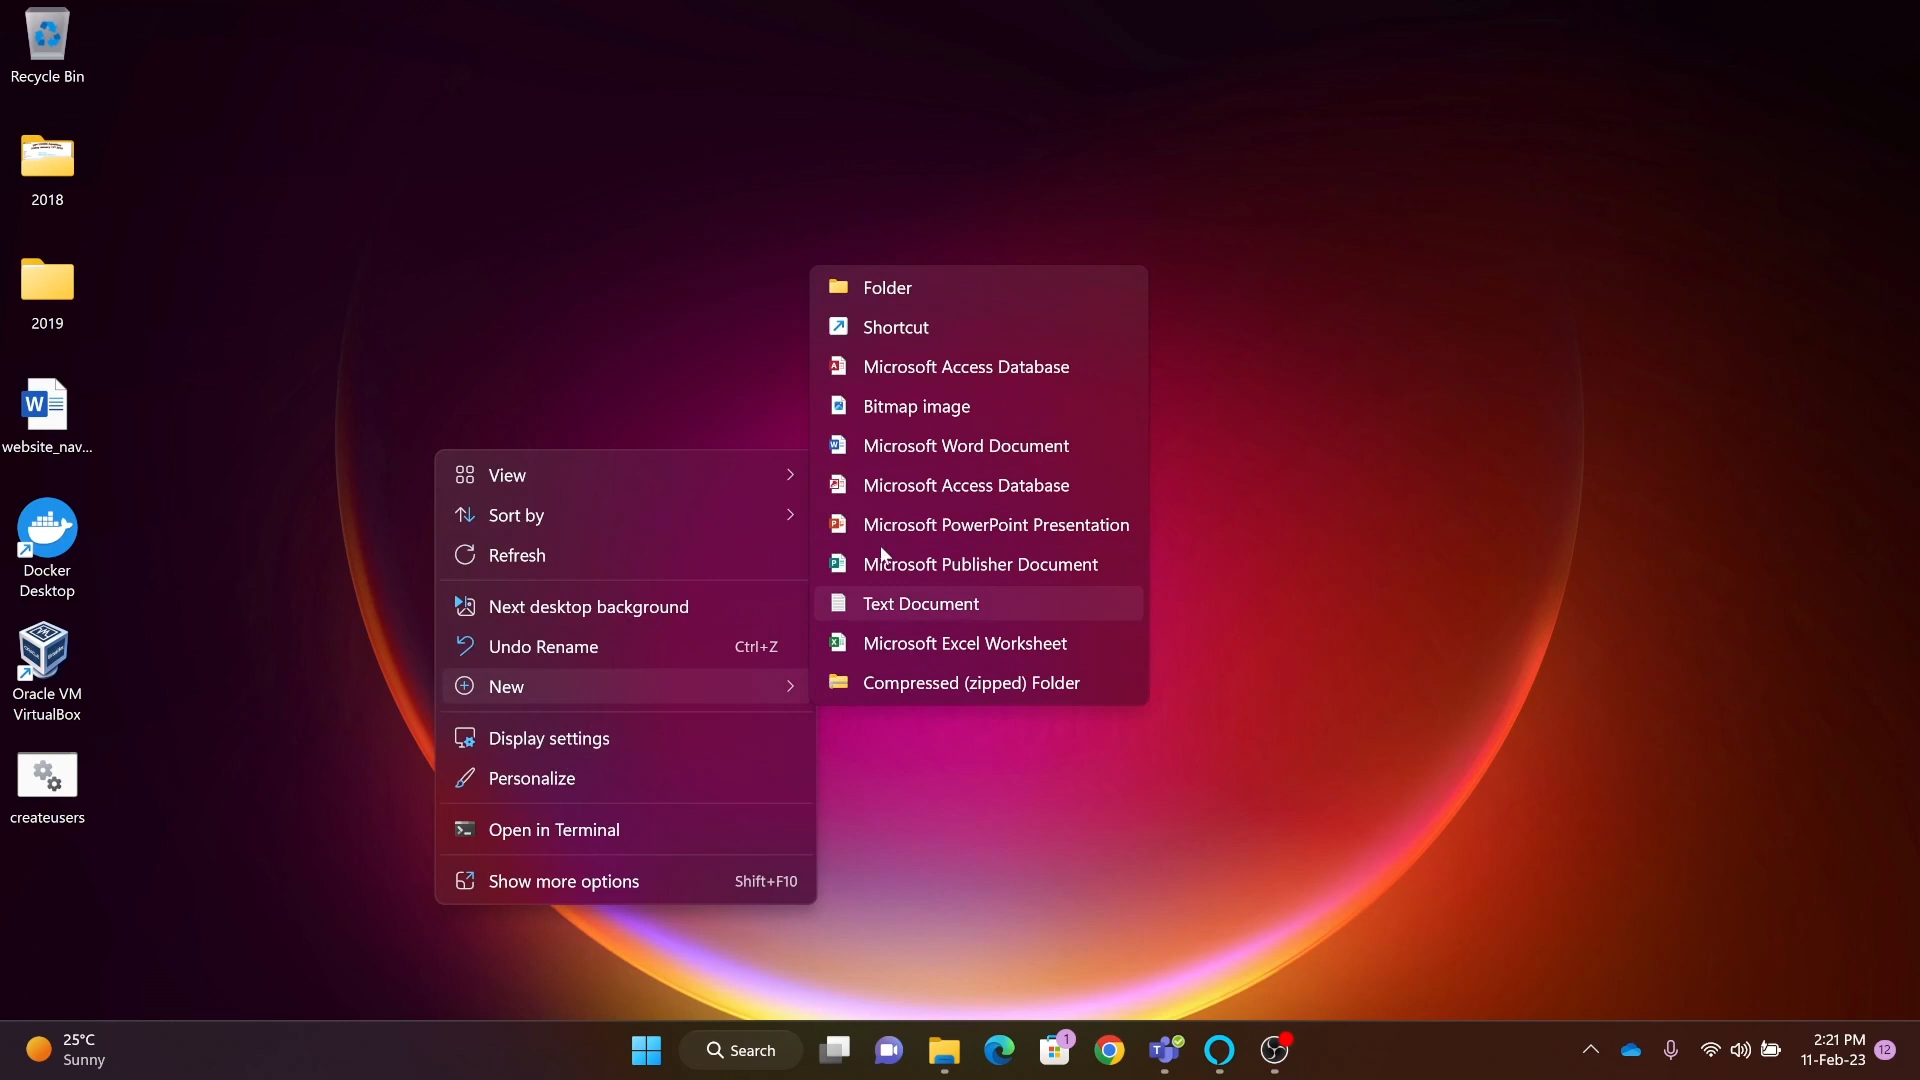 Recycle Bin
2018
2019
website_nav...
Docker
Desktop
Oracle VM
VirtualBox
createusers
View
Sort by
Refresh
Next desktop background
Undo Rename Ctrl+Z
New
Display settings
Personalize
Open in Terminal
Show more options Shift+F10
Folder
Shortcut
Microsoft Access Database
Bitmap image
Microsoft Word Document
Microsoft Access Database
Microsoft PowerPoint Presentation
Microsoft Publisher Document
Text Document
Microsoft Excel Worksheet
Compressed (zipped) Folder
25°C
Sunny
Search
1
2:21 PM
11-Feb-23
12